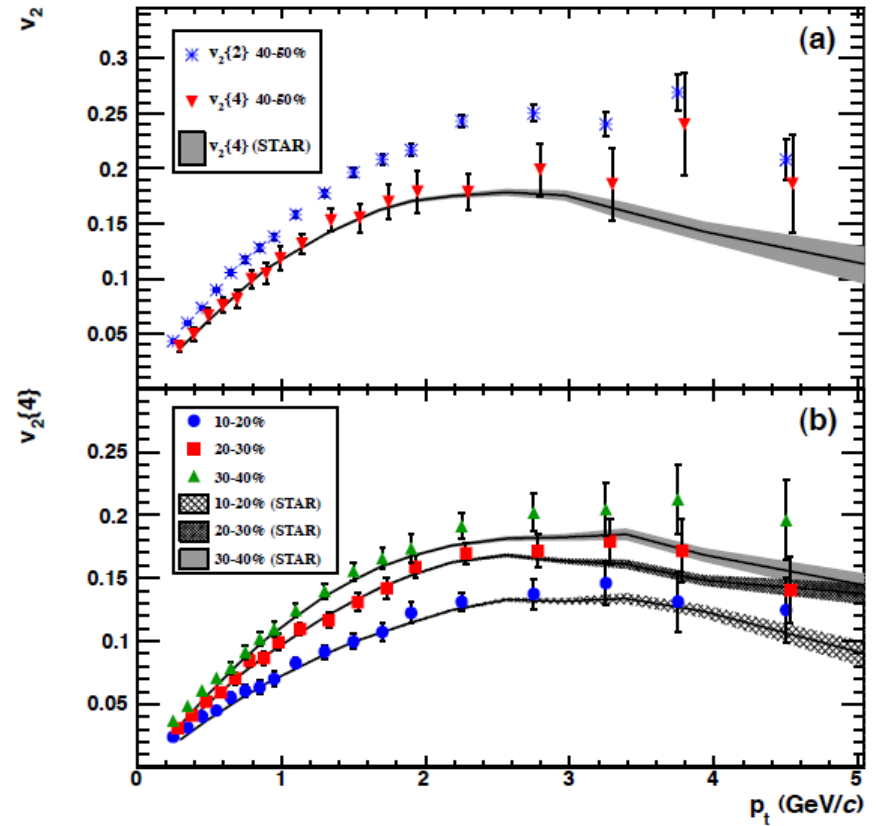 v₂
(a)
0.3
0.25
0.2
0.15
0.1
0.05
v₂{2} 40-50%
v₂{4} 40-50%
v₂{4} (STAR)
v₂{4}
(b)
0.25
0.2
0.15
0.1
0.05
10-20%
20-30%
30-40%
10-20% (STAR)
20-30% (STAR)
30-40% (STAR)
0 1 2 3 4 5
pₜ (GeV/c)